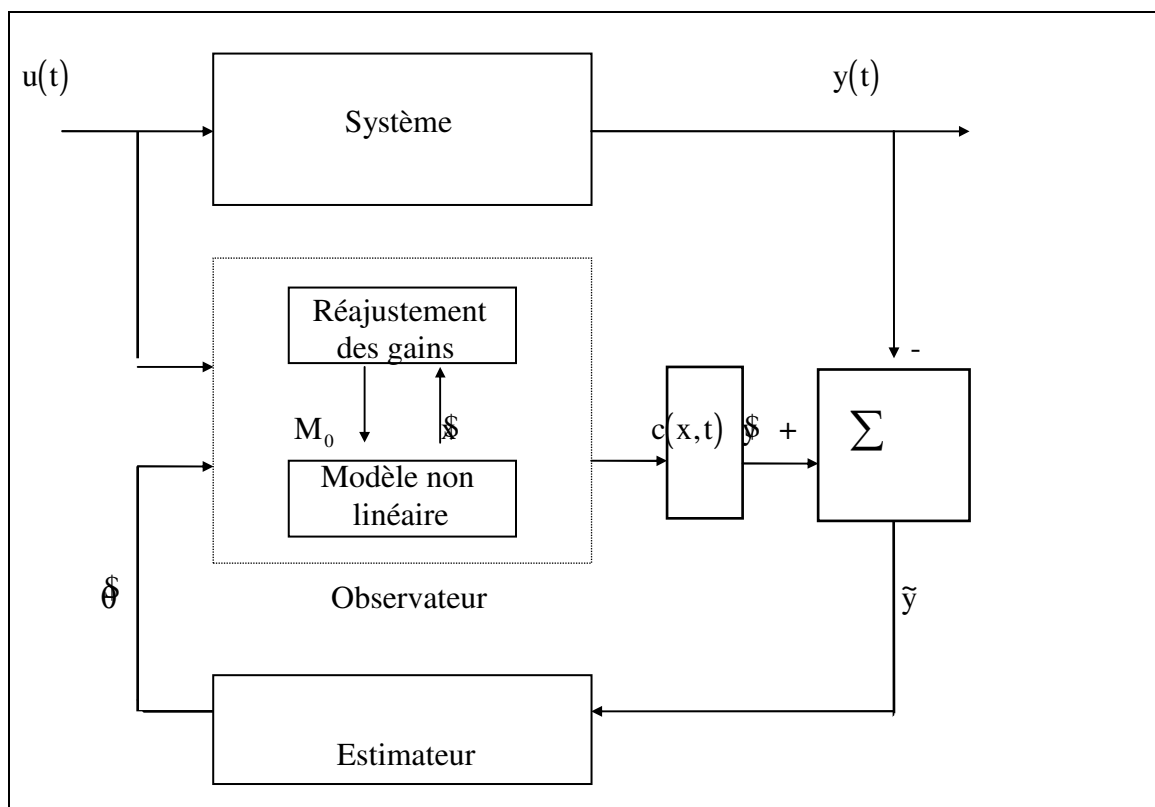 u(t)
y(t)
Système
Réajustement
des gains
-
M₀
c(x,t)
+
∑
Modèle non
linéaire
Observateur
ỹ
Estimateur